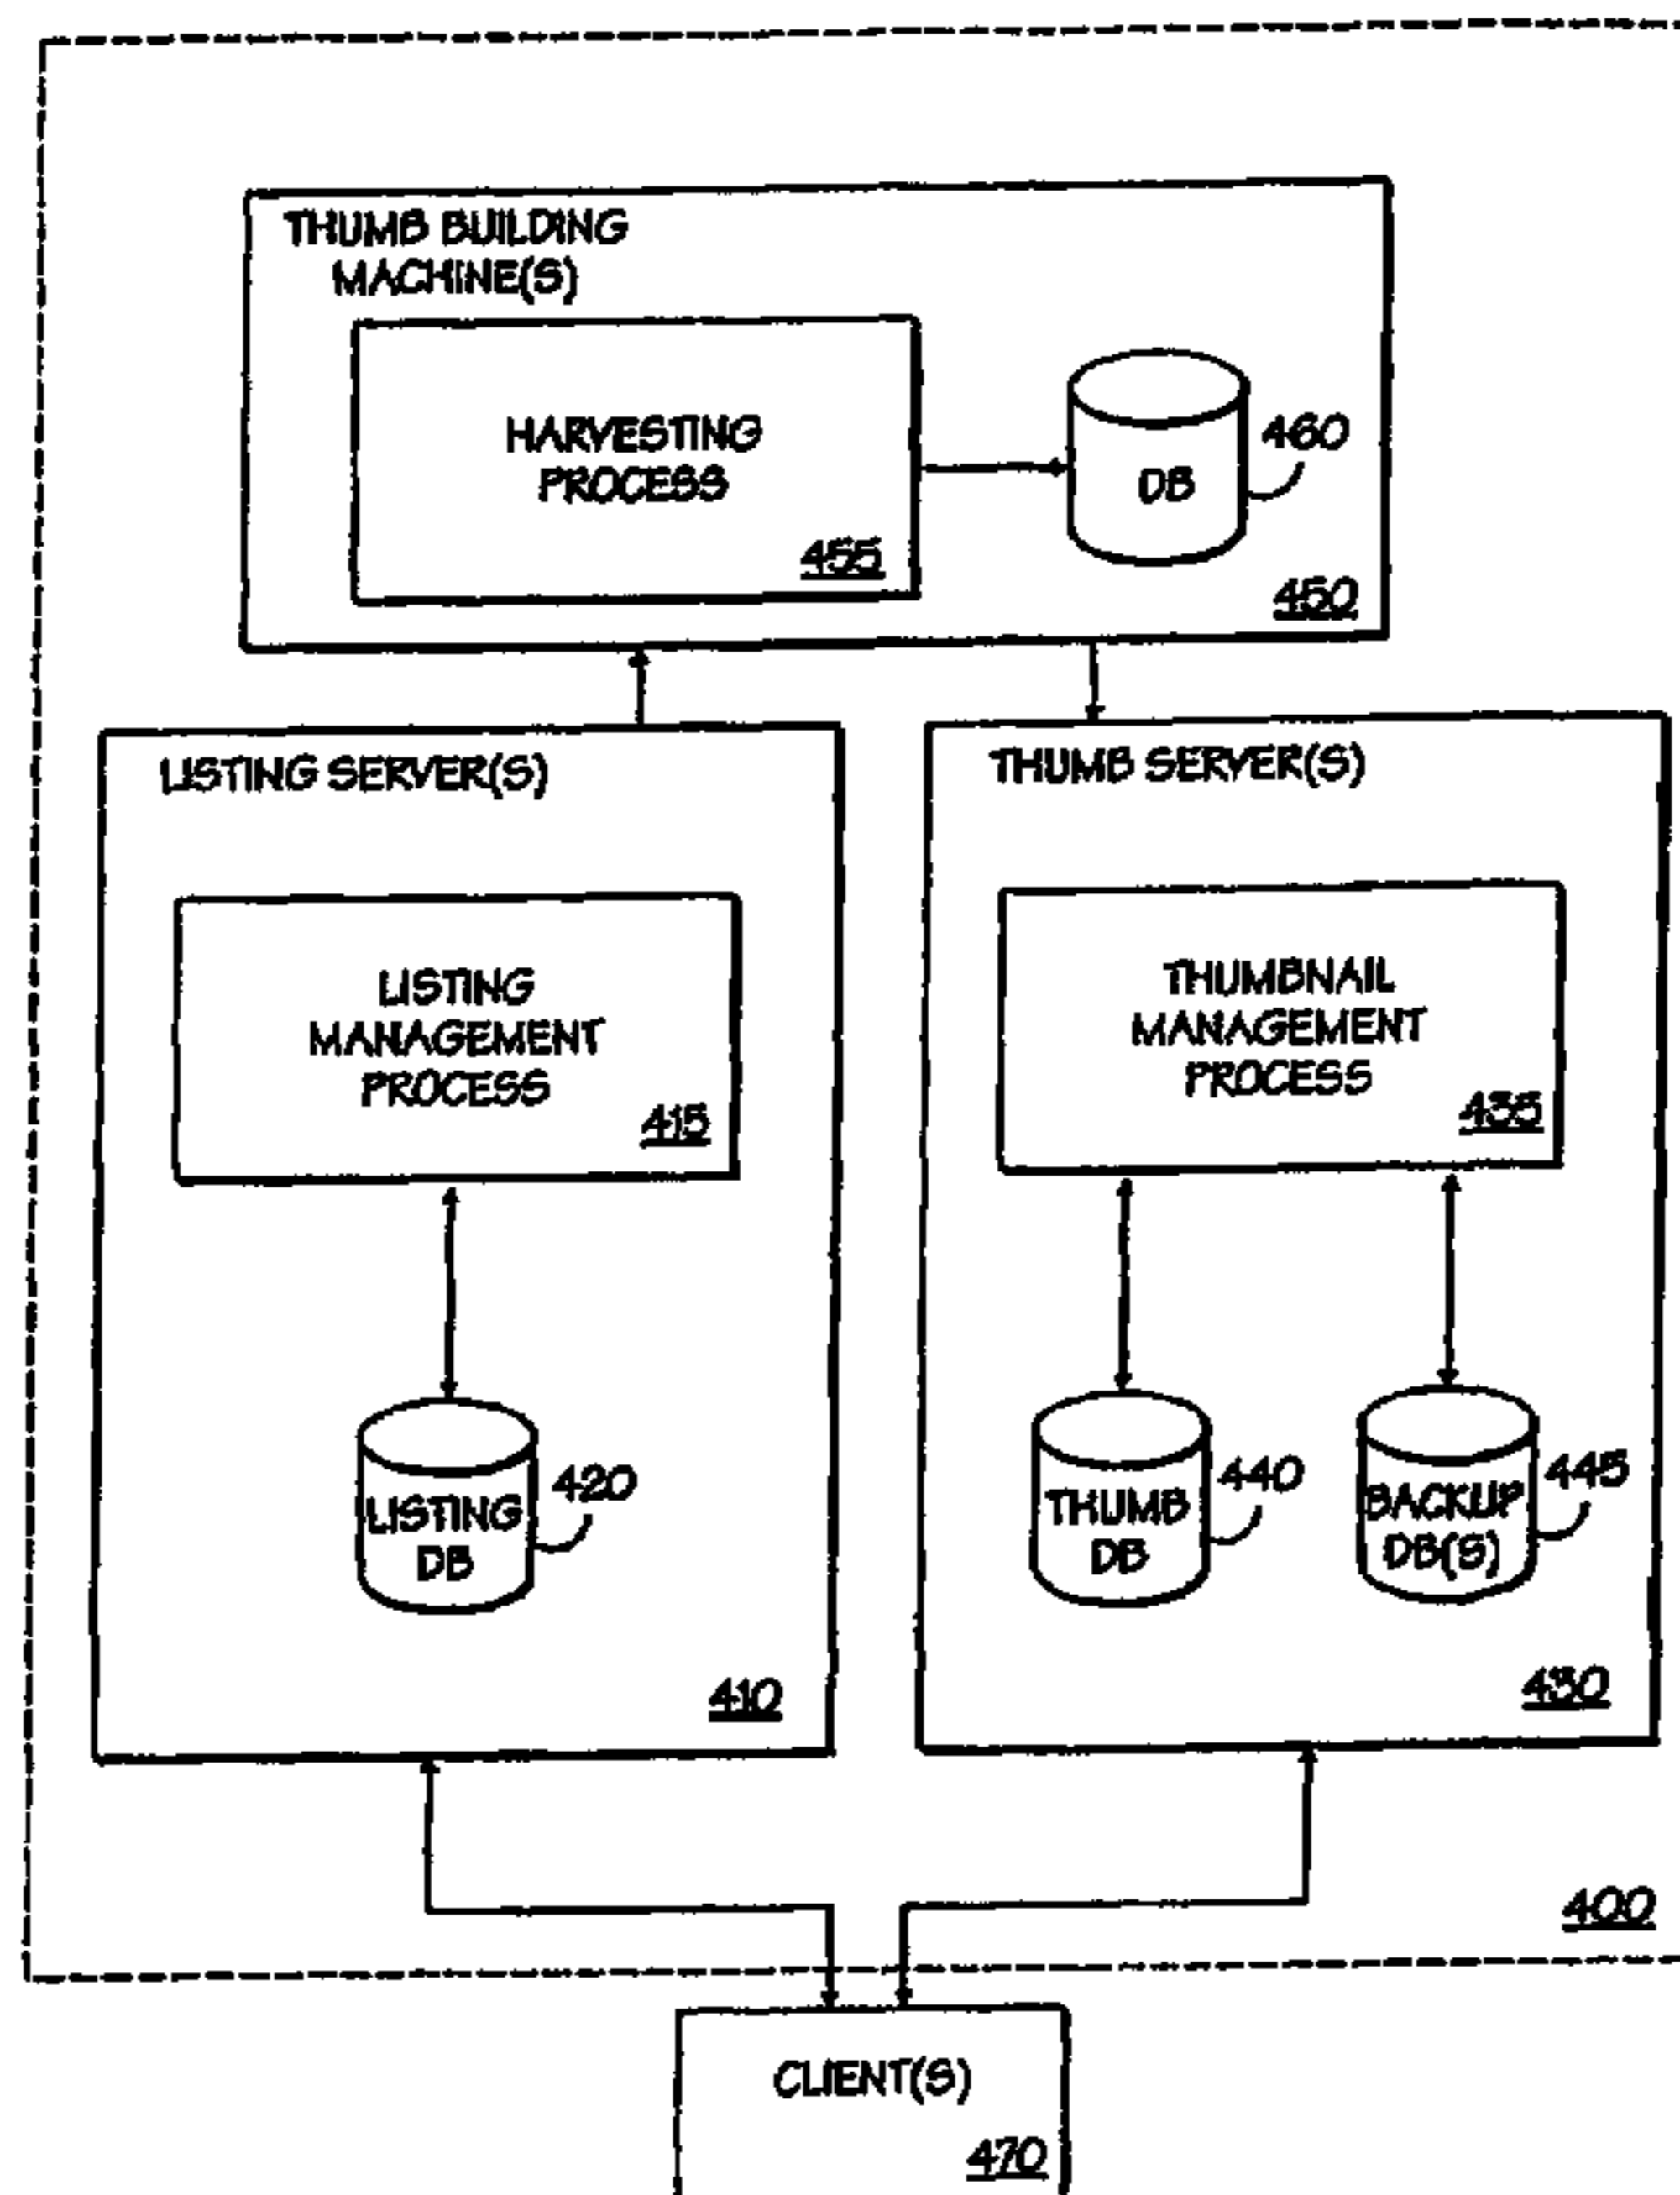 THUMB BUILDING
MACHINE(S)
HARVESTING
PROCESS
455
DB
460
450
LISTING SERVER(S)
LISTING
MANAGEMENT
PROCESS
415
LISTING
DB
420
410
THUMB SERVER(S)
THUMBNAIL
MANAGEMENT
PROCESS
435
THUMB
DB
440
BACKUP
DB(S)
445
430
400
CLIENT(S)
470